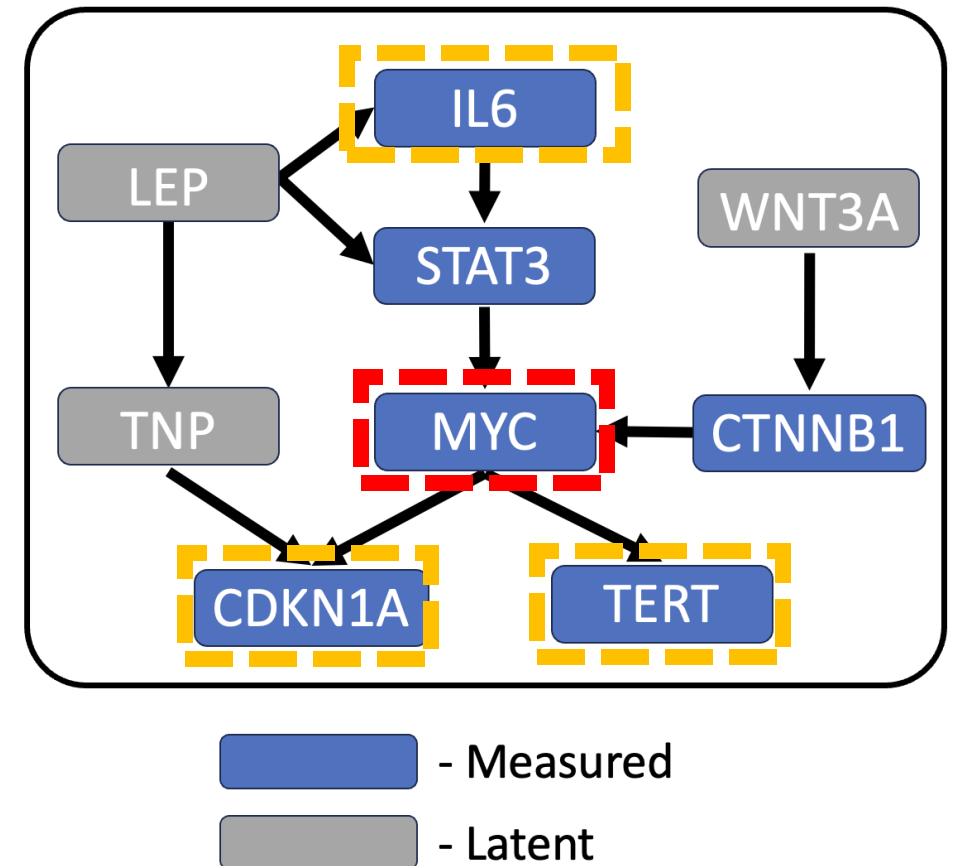 IL6
LEP
WNT3A
STAT3
TNP
MYC
CTNNB1
CDKN1A
TERT
- Measured
- Latent